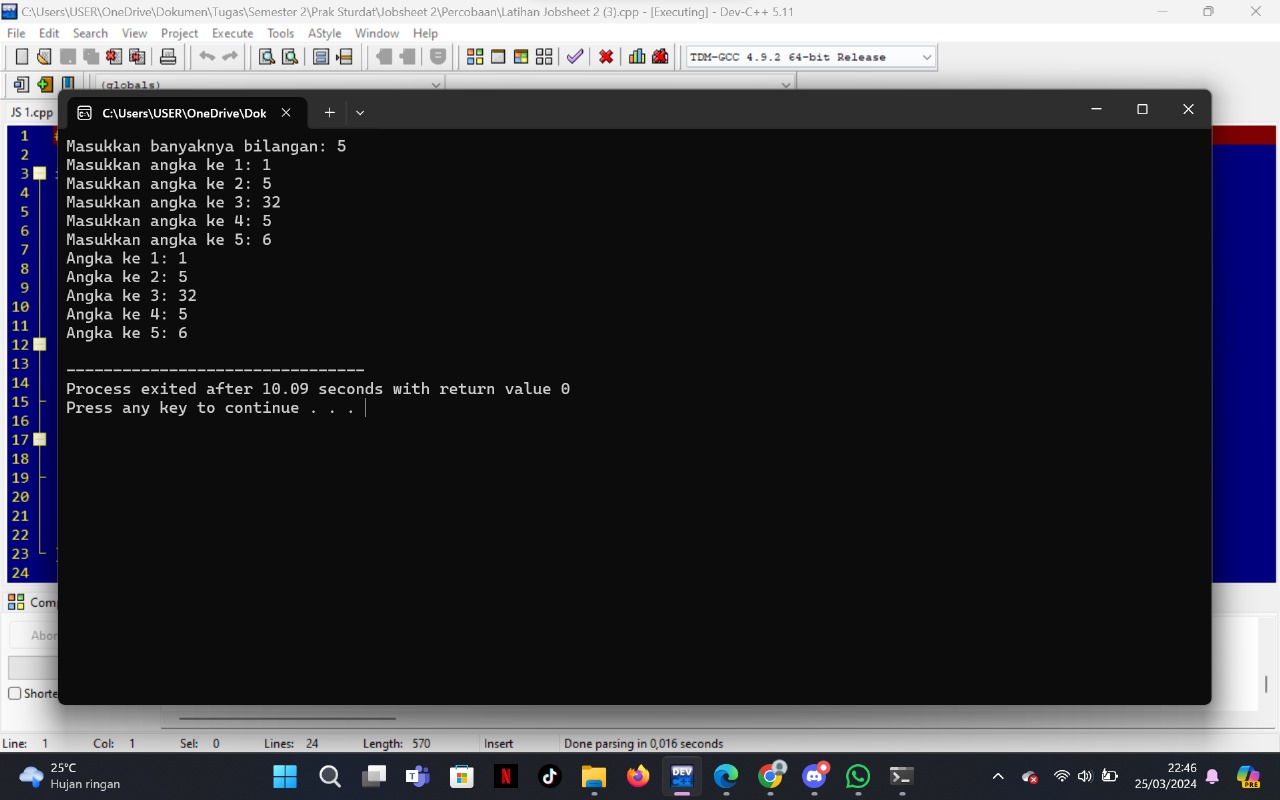 C:\Users\USER\OneDrive\Dokumen\Tugas\Semester 2\Prak Sturdat\Jobsheet 2\Percobaan\Latihan Jobsheet 2 (3).cpp - [Executing] - Dev-C++ 5.11
File Edit Search View Project Execute Tools AStyle Window Help
TDM-GCC 4.9.2 64-bit Release
(globals)
JS 1.cpp
C:\Users\USER\OneDrive\Dok
1
2
3
4
5
6
7
8
9
10
11
12
13
14
15
16
17
18
19
20
21
22
23
24
Masukkan banyaknya bilangan: 5
Masukkan angka ke 1: 1
Masukkan angka ke 2: 5
Masukkan angka ke 3: 32
Masukkan angka ke 4: 5
Masukkan angka ke 5: 6
Angka ke 1: 1
Angka ke 2: 5
Angka ke 3: 32
Angka ke 4: 5
Angka ke 5: 6
--------------------------------
Process exited after 10.09 seconds with return value 0
Press any key to continue . . .
Line: 1 Col: 1 Sel: 0 Lines: 24 Length: 570 Insert Done parsing in 0,016 seconds
25°C
Hujan ringan
DEV
PRE
22:46
25/03/2024